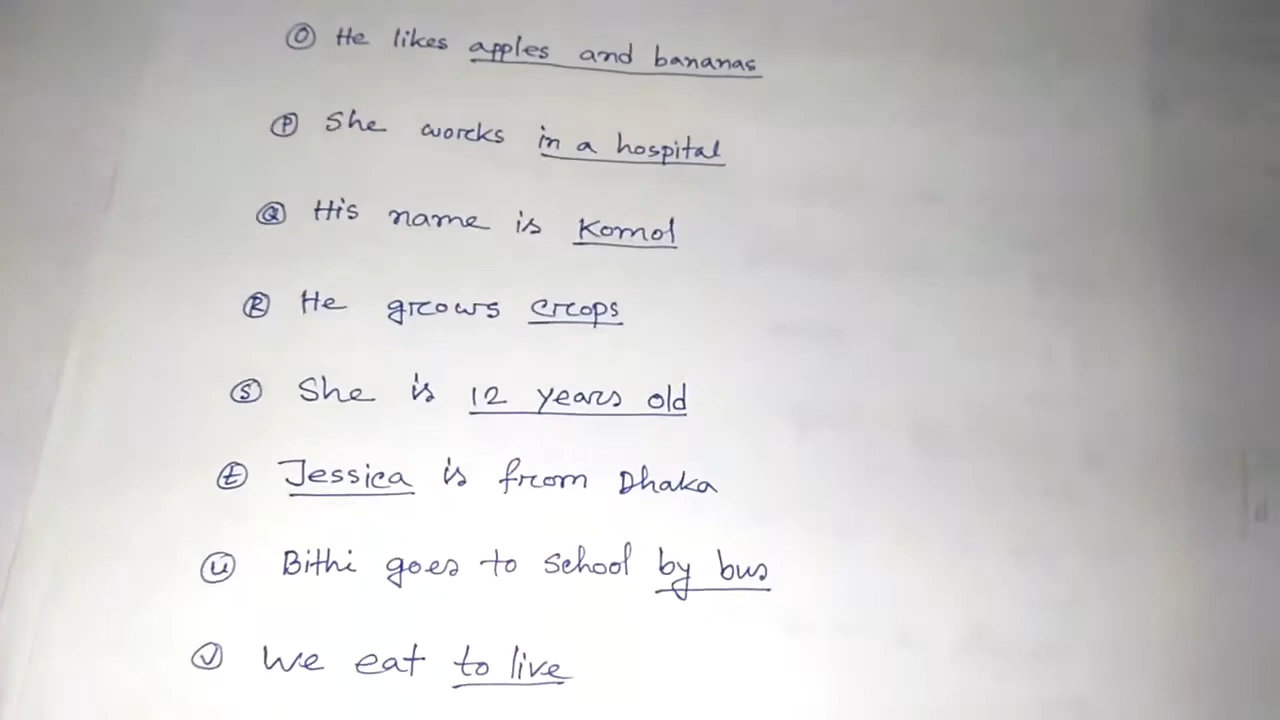 O He likes apples and bananas
P She works in a hospital
Q His name is Komol
R He grows crops
S She is 12 years old
t Jessica is from Dhaka
U Bithi goes to school by bus
V We eat to live